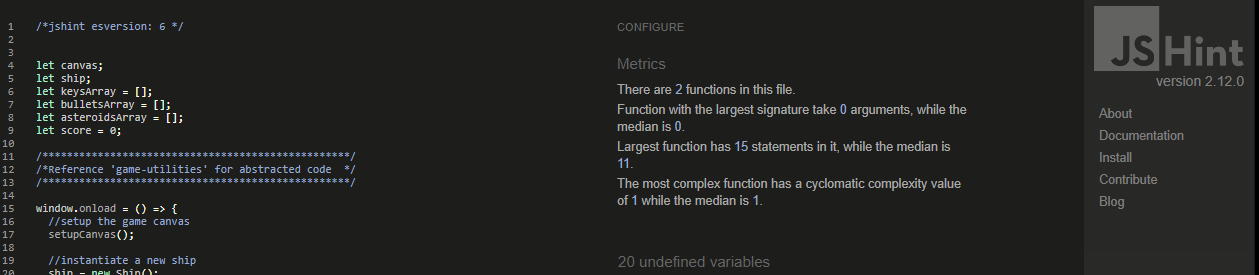 1 /*jshint esversion: 6 */
2
3
4 let canvas;
5 let ship;
6 let keysArray = [];
7 let bulletsArray = [];
8 let asteroidsArray = [];
9 let score = 0;
10
11 /**************************************************/
12 /*Reference 'game-utilities' for abstracted code  */
13 /**************************************************/
14
15 window.onload = () => {
16   //setup the game canvas
17   setupCanvas();
18
19   //instantiate a new ship
20   ship = new Ship();
CONFIGURE
Metrics
There are 2 functions in this file.
Function with the largest signature take 0 arguments, while the
median is 0.
Largest function has 15 statements in it, while the median is
11.
The most complex function has a cyclomatic complexity value
of 1 while the median is 1.
20 undefined variables
JSHint
version 2.12.0
About
Documentation
Install
Contribute
Blog